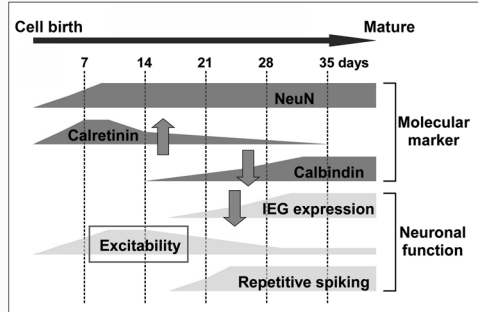 Cell birth Mature
7 14 21 28 35 days
NeuN
Calretinin
Calbindin
Molecular
marker
IEG expression
Excitability
Repetitive spiking
Neuronal
function